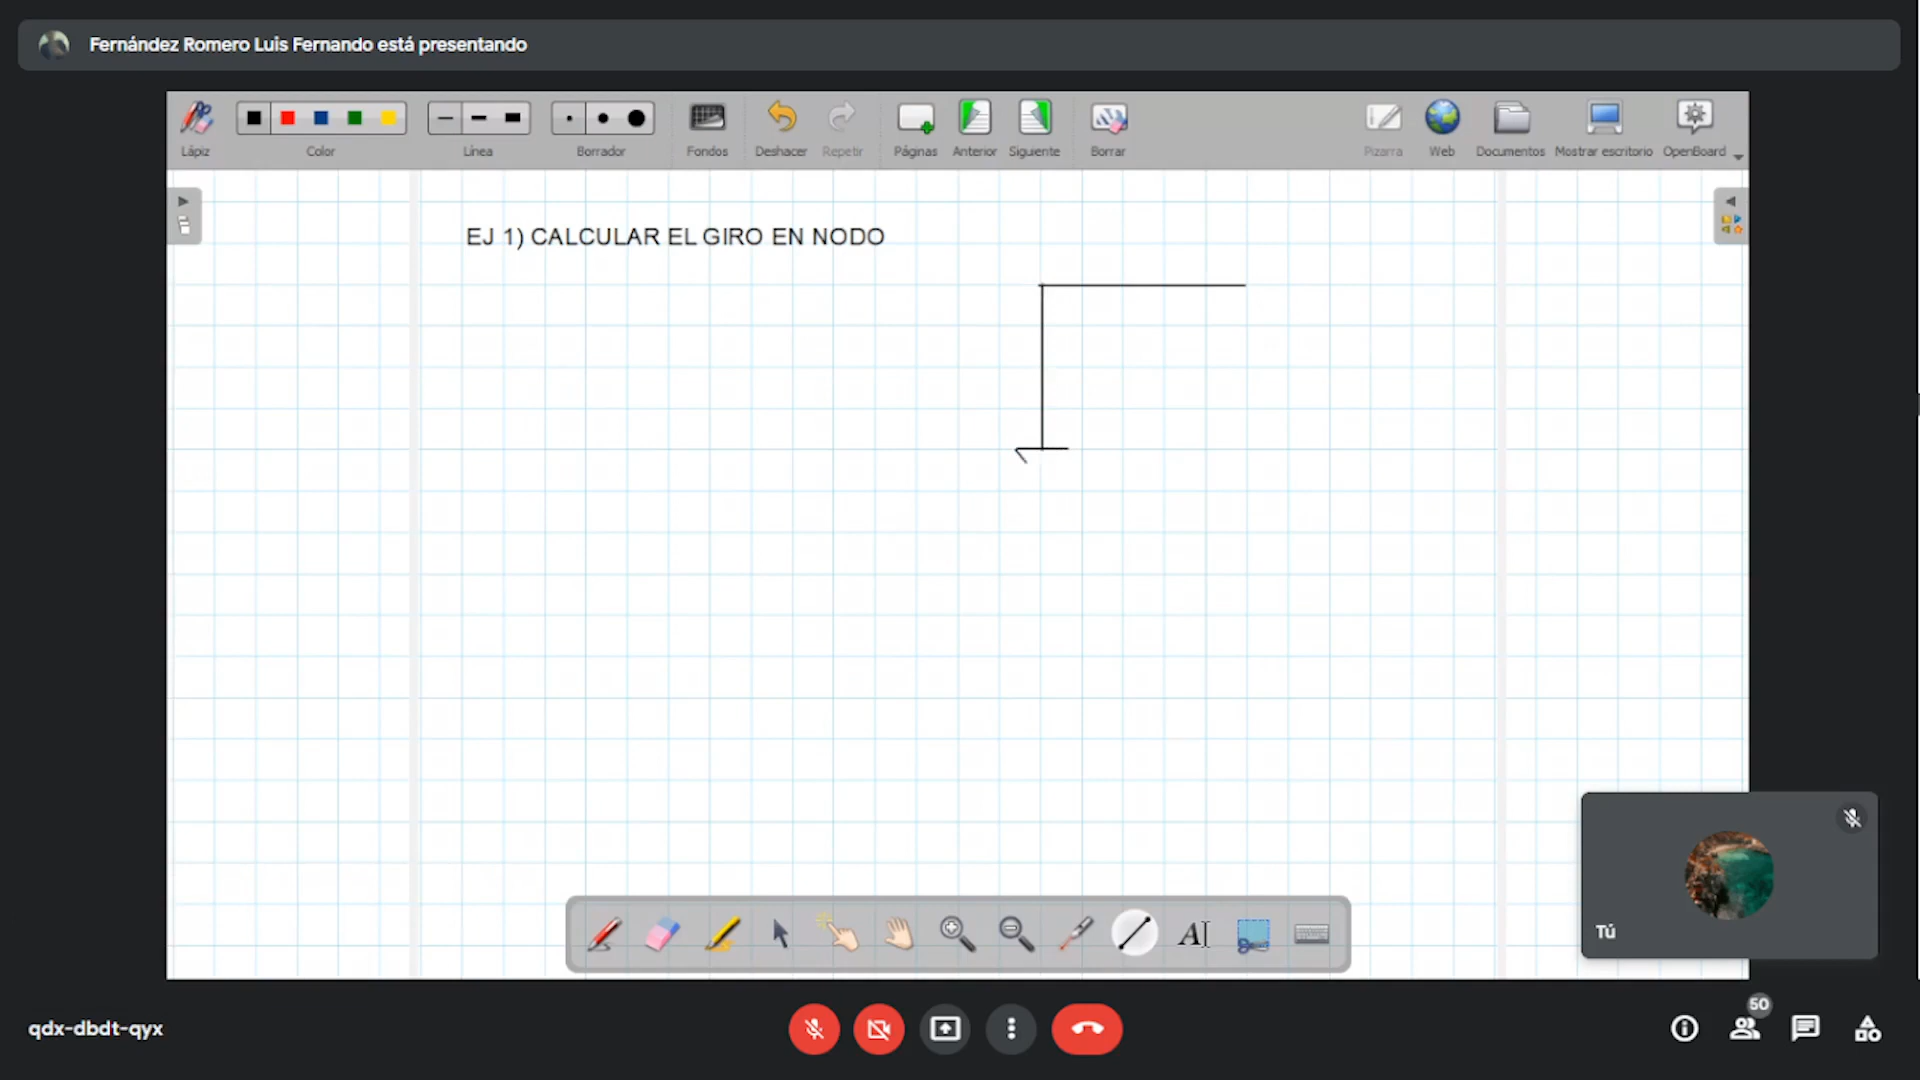 Fernández Romero Luis Fernando está presentando
Lápiz
Color
Línea
Borrador
Fondos
Deshacer
Repetir
Páginas
Anterior
Siguiente
Borrar
Pizarra
Web
Documentos
Mostrar escritorio
OpenBoard
EJ 1) CALCULAR EL GIRO EN NODO
AI
Tú
qdx-dbdt-qyx
50